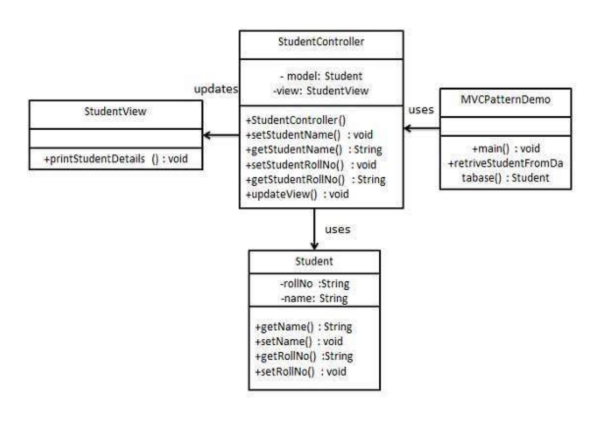 StudentController
- model: Student
-view: StudentView
+StudentController()
+setStudentName() : void
+getStudentName() : String
+setStudentRollNo() : void
+getStudentRollNo() : String
+updateView() : void
updates
StudentView
+printStudentDetails () : void
uses
MVCPatternDemo
+main() : void
+retriveStudentFromDa
tabase() : Student
uses
Student
-rollNo :String
-name: String
+getName() : String
+setName() : void
+getRollNo() :String
+setRollNo() : void